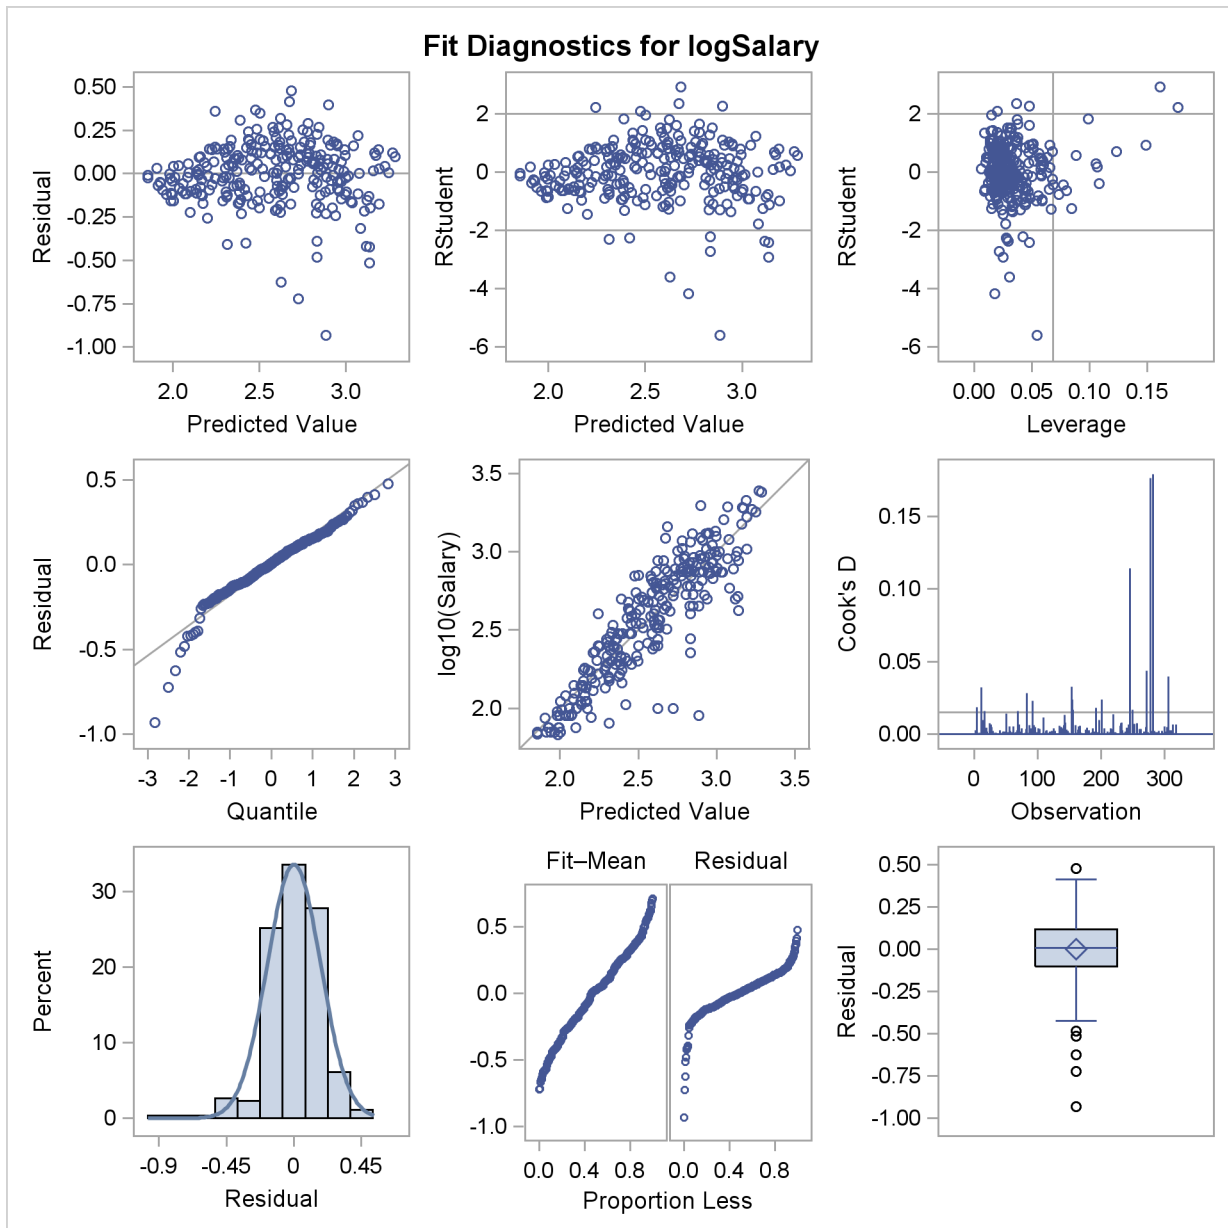 Fit Diagnostics for logSalary
0.50
0.25
0.00
-0.25
-0.50
-0.75
-1.00
Residual
2.0 2.5 3.0
Predicted Value
2
0
-2
-4
-6
RStudent
2.0 2.5 3.0
Predicted Value
2
0
-2
-4
-6
RStudent
0.00 0.05 0.10 0.15
Leverage
0.5
0.0
-0.5
-1.0
Residual
-3 -2 -1 0 1 2 3
Quantile
3.5
3.0
2.5
2.0
log10(Salary)
2.0 2.5 3.0 3.5
Predicted Value
0.15
0.10
0.05
0.00
Cook's D
0 100 200 300
Observation
30
20
10
0
Percent
-0.9 -0.45 0 0.45
Residual
Fit–Mean Residual
0.5
0.0
-0.5
-1.0
0.0 0.4 0.8 0.0 0.4 0.8
Proportion Less
0.50
0.25
0.00
-0.25
-0.50
-0.75
-1.00
Residual